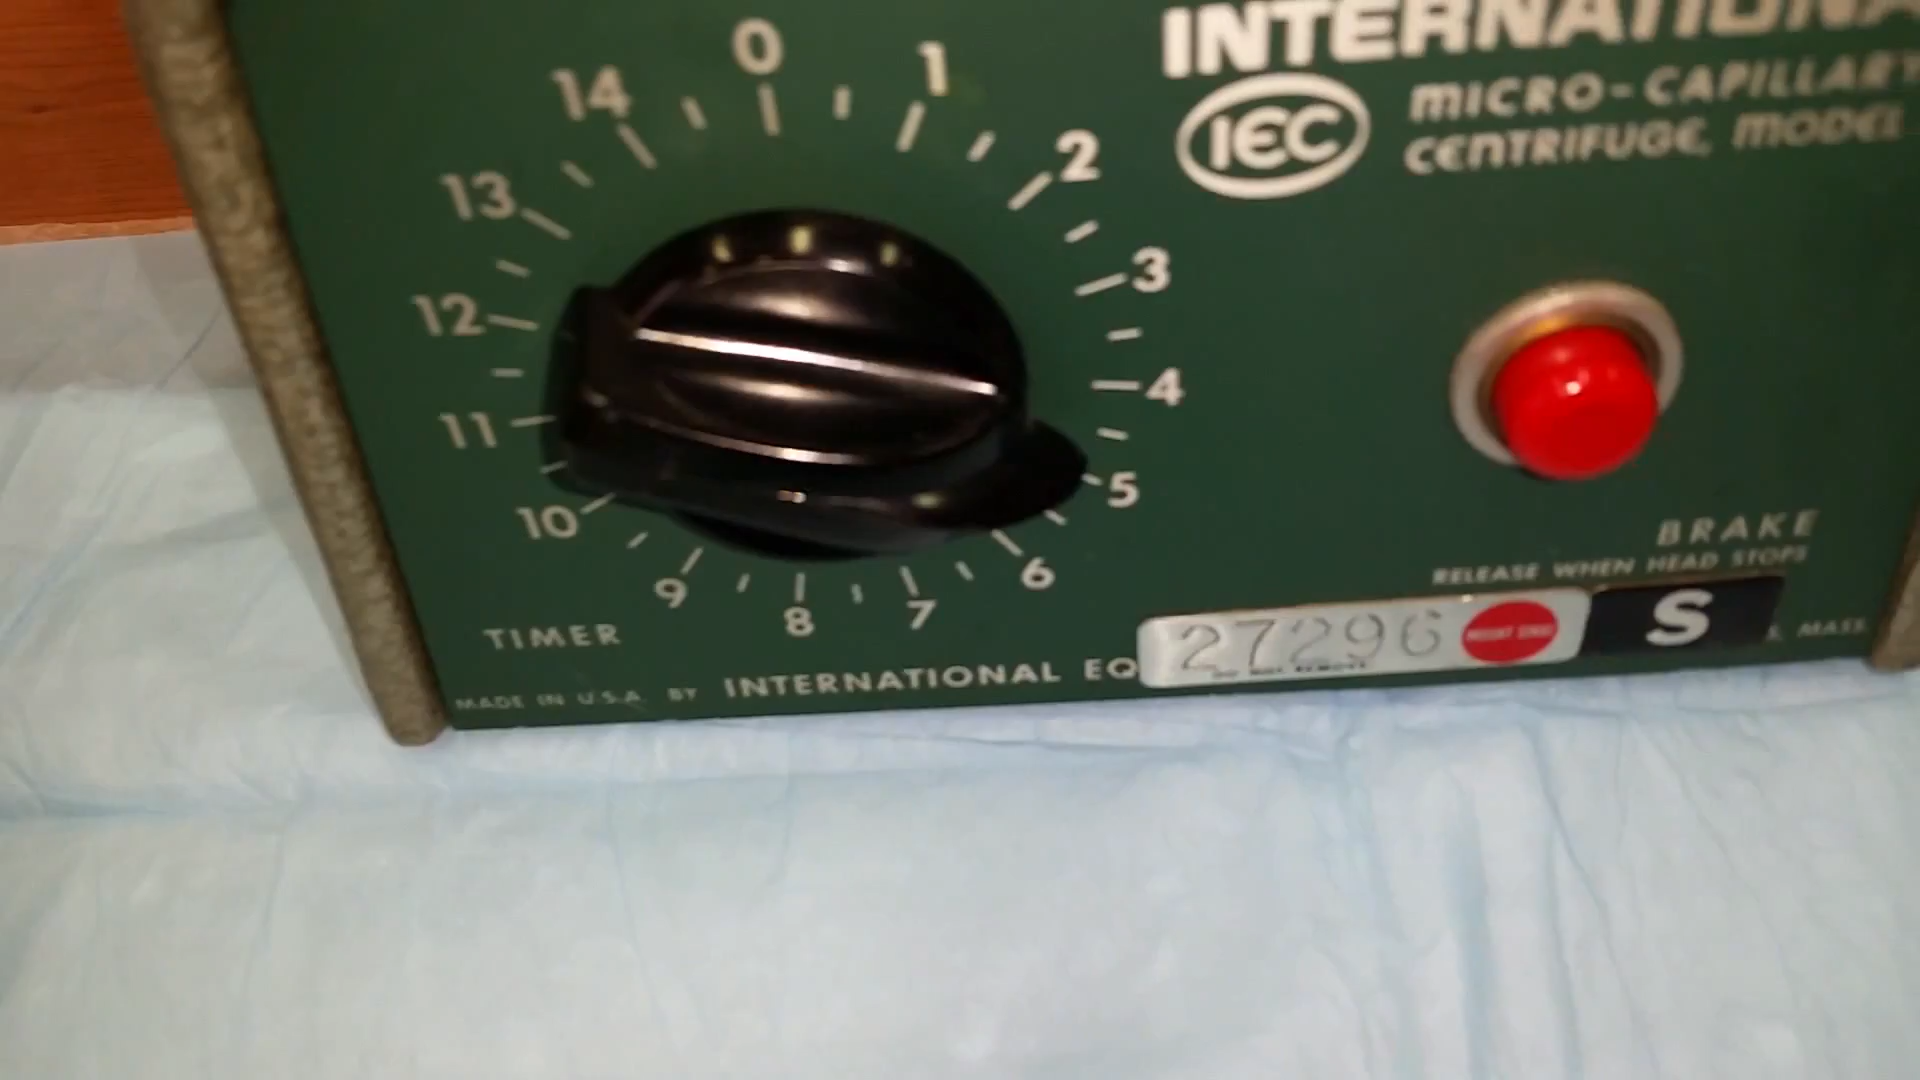 INTERNATIONA
IEC
MICRO-CAPILLARY
CENTRIFUGE, MODEL
0
1
2
3
4
5
6
7
8
9
10
11
12
13
14
TIMER
BRAKE
RELEASE WHEN HEAD STOPS
27296
S
MASS.
MADE IN U.S.A. BY INTERNATIONAL EQ